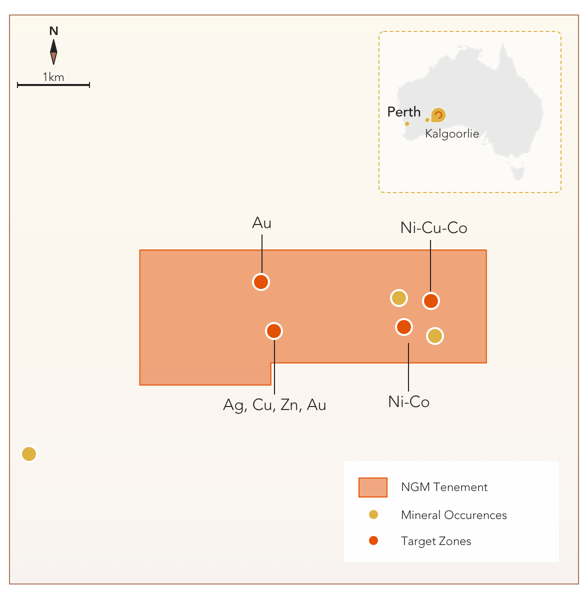 N
1km
Perth
Kalgoorlie
Au
Ni-Cu-Co
Ag, Cu, Zn, Au
Ni-Co
NGM Tenement
Mineral Occurences
Target Zones